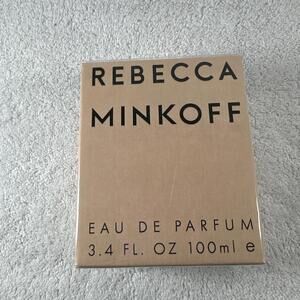 REBECCA
MINKOFF
EAU DE PARFUM
3.4 FL. OZ 100ml e